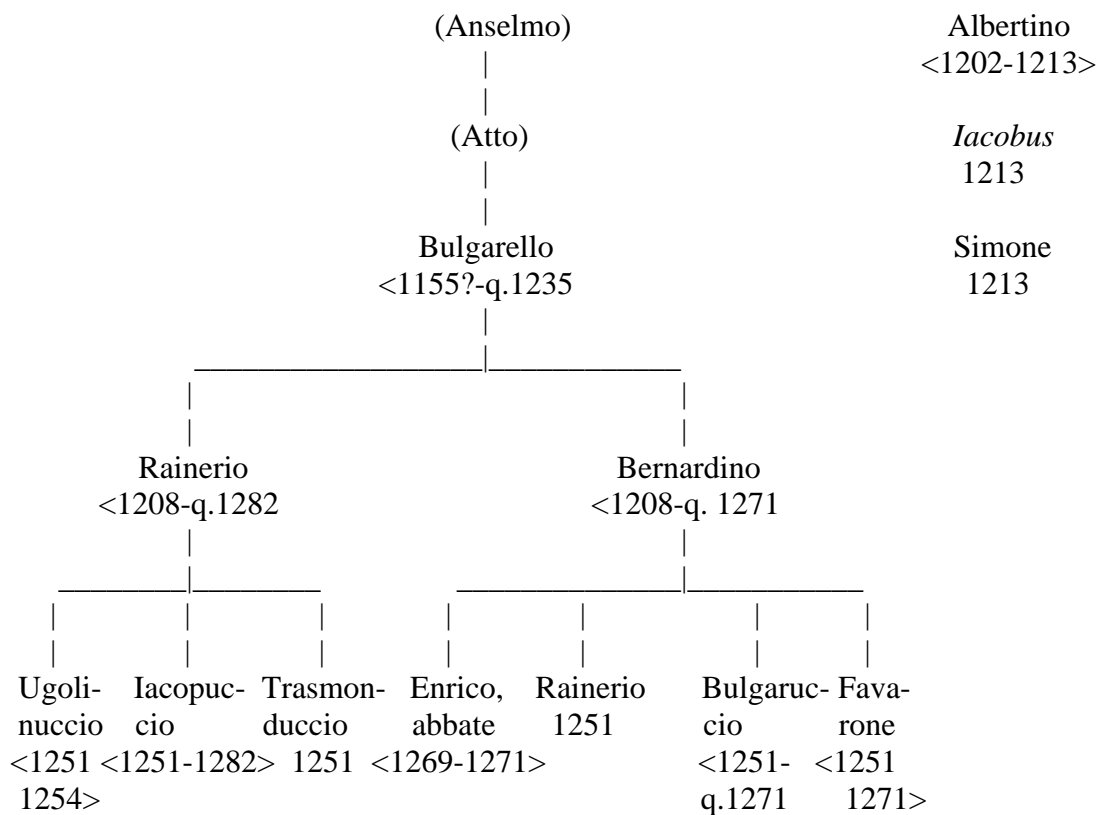 (Anselmo) Albertino
<1202-1213>
(Atto) Iacobus
1213
Bulgarello Simone
<1155?-q.1235 1213
Rainerio Bernardino
<1208-q.1282 <1208-q. 1271
Ugoli- Iacopuc- Trasmon- Enrico, Rainerio Bulgaruc- Fava-
nuccio cio duccio abbate 1251 cio rone
<1251 <1251-1282> 1251 <1269-1271> <1251- <1251
1254> q.1271 1271>